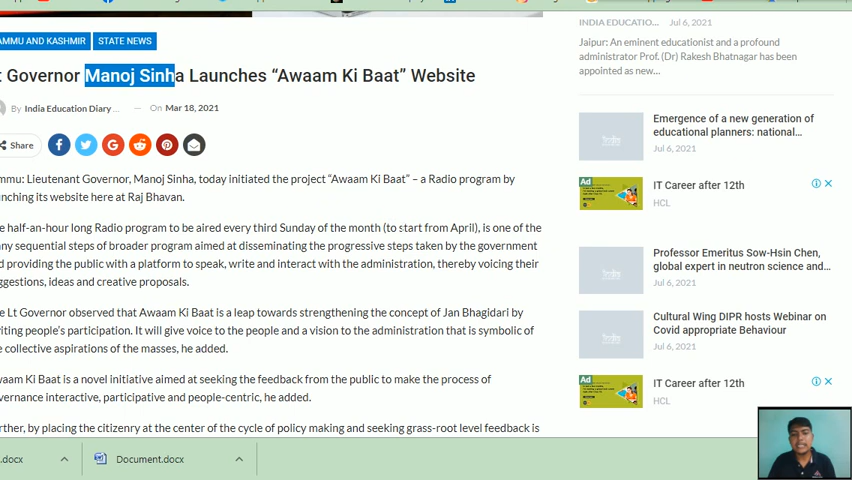 AMMU AND KASHMIR
STATE NEWS
t Governor Manoj Sinha Launches “Awaam Ki Baat” Website
By India Education Diary ... — On Mar 18, 2021
Share
mmu: Lieutenant Governor, Manoj Sinha, today initiated the project “Awaam Ki Baat” – a Radio program by
nching its website here at Raj Bhavan.
e half-an-hour long Radio program to be aired every third Sunday of the month (to start from April), is one of the
ny sequential steps of broader program aimed at disseminating the progressive steps taken by the government
d providing the public with a platform to speak, write and interact with the administration, thereby voicing their
ggestions, ideas and creative proposals.
e Lt Governor observed that Awaam Ki Baat is a leap towards strengthening the concept of Jan Bhagidari by
iting people’s participation. It will give voice to the people and a vision to the administration that is symbolic of
e collective aspirations of the masses, he added.
waam Ki Baat is a novel initiative aimed at seeking the feedback from the public to make the process of
vernance interactive, participative and people-centric, he added.
rther, by placing the citizenry at the center of the cycle of policy making and seeking grass-root level feedback is
INDIA EDUCATIO... Jul 6, 2021
Jaipur: An eminent educationist and a profound
administrator Prof. (Dr) Rakesh Bhatnagar has been
appointed as new...
Emergence of a new generation of
educational planners: national...
Jul 6, 2021
Ad
IT Career after 12th
HCL
Professor Emeritus Sow-Hsin Chen,
global expert in neutron science and...
Jul 6, 2021
Cultural Wing DIPR hosts Webinar on
Covid appropriate Behaviour
Jul 6, 2021
Ad
IT Career after 12th
HCL
.docx
Document.docx